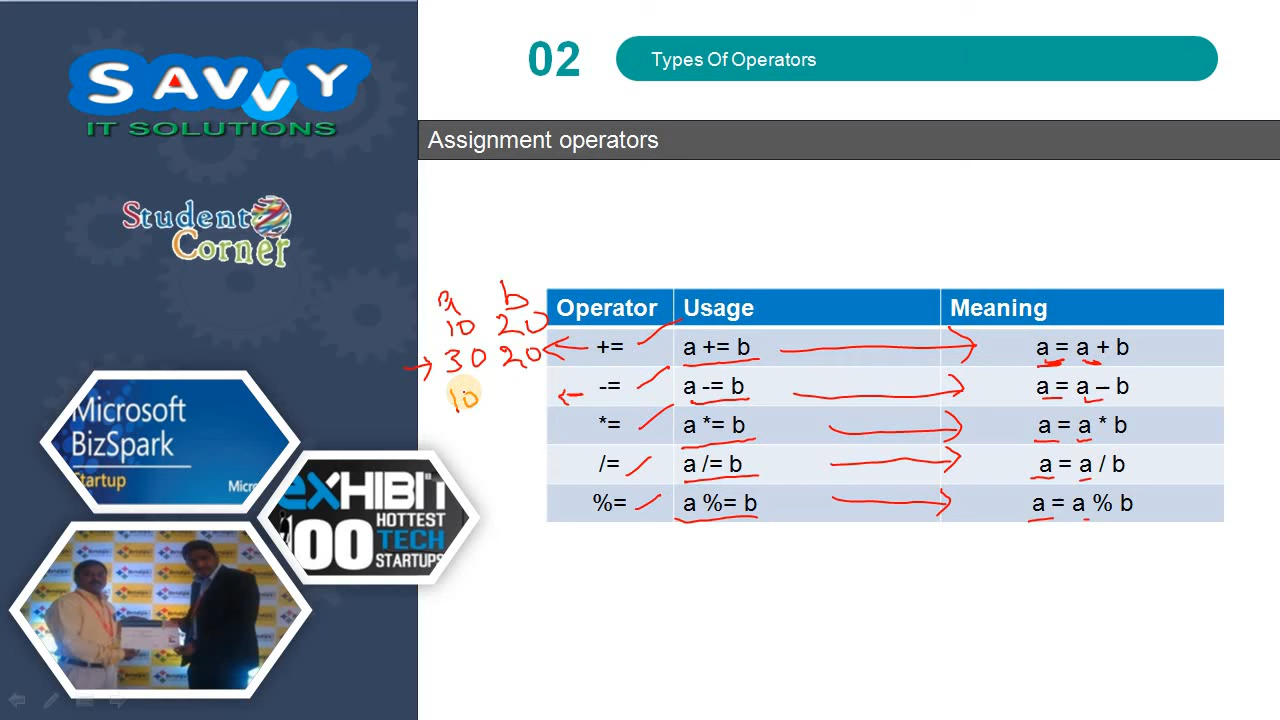 SAVVY
IT SOLUTIONS
Student
Corner
Microsoft
BizSpark
Startup
Micro
EXHIBIT
100 HOTTEST
TECH
STARTUPS
02 Types Of Operators
Assignment operators
a b
10 20
30 20
10
Operator Usage Meaning
+= a += b a = a + b
-= a -= b a = a – b
*= a *= b a = a * b
/= a /= b a = a / b
%= a %= b a = a % b